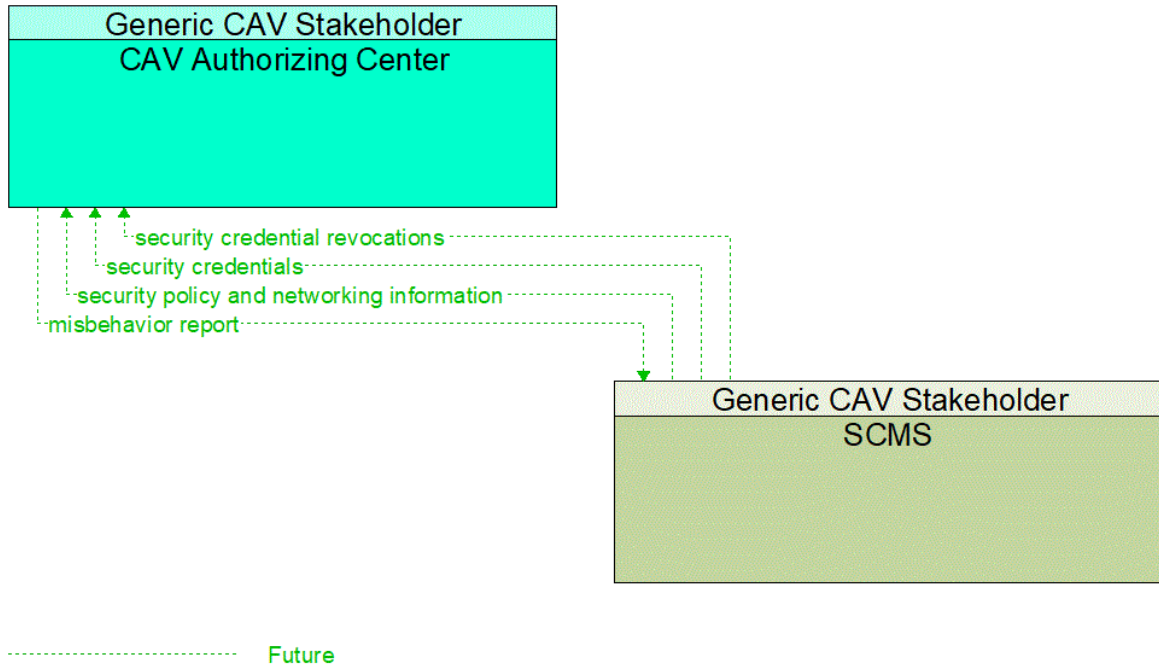 Generic CAV Stakeholder
CAV Authorizing Center
security credential revocations
security credentials
security policy and networking information
misbehavior report
Generic CAV Stakeholder
SCMS
Future